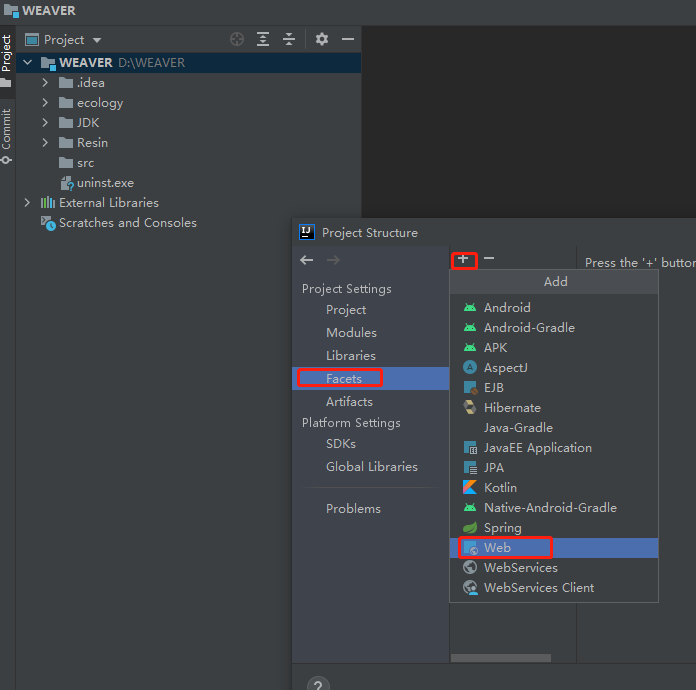 WEAVER
Project
Commit
Project
WEAVER D:\WEAVER
.idea
ecology
JDK
Resin
src
uninst.exe
External Libraries
Scratches and Consoles
Project Structure
Project Settings
Project
Modules
Libraries
Facets
Artifacts
Platform Settings
SDKs
Global Libraries
Problems
Add
Android
Android-Gradle
APK
AspectJ
EJB
Hibernate
Java-Gradle
JavaEE Application
JPA
Kotlin
Native-Android-Gradle
Spring
Web
WebServices
WebServices Client
Press the '+' button
?